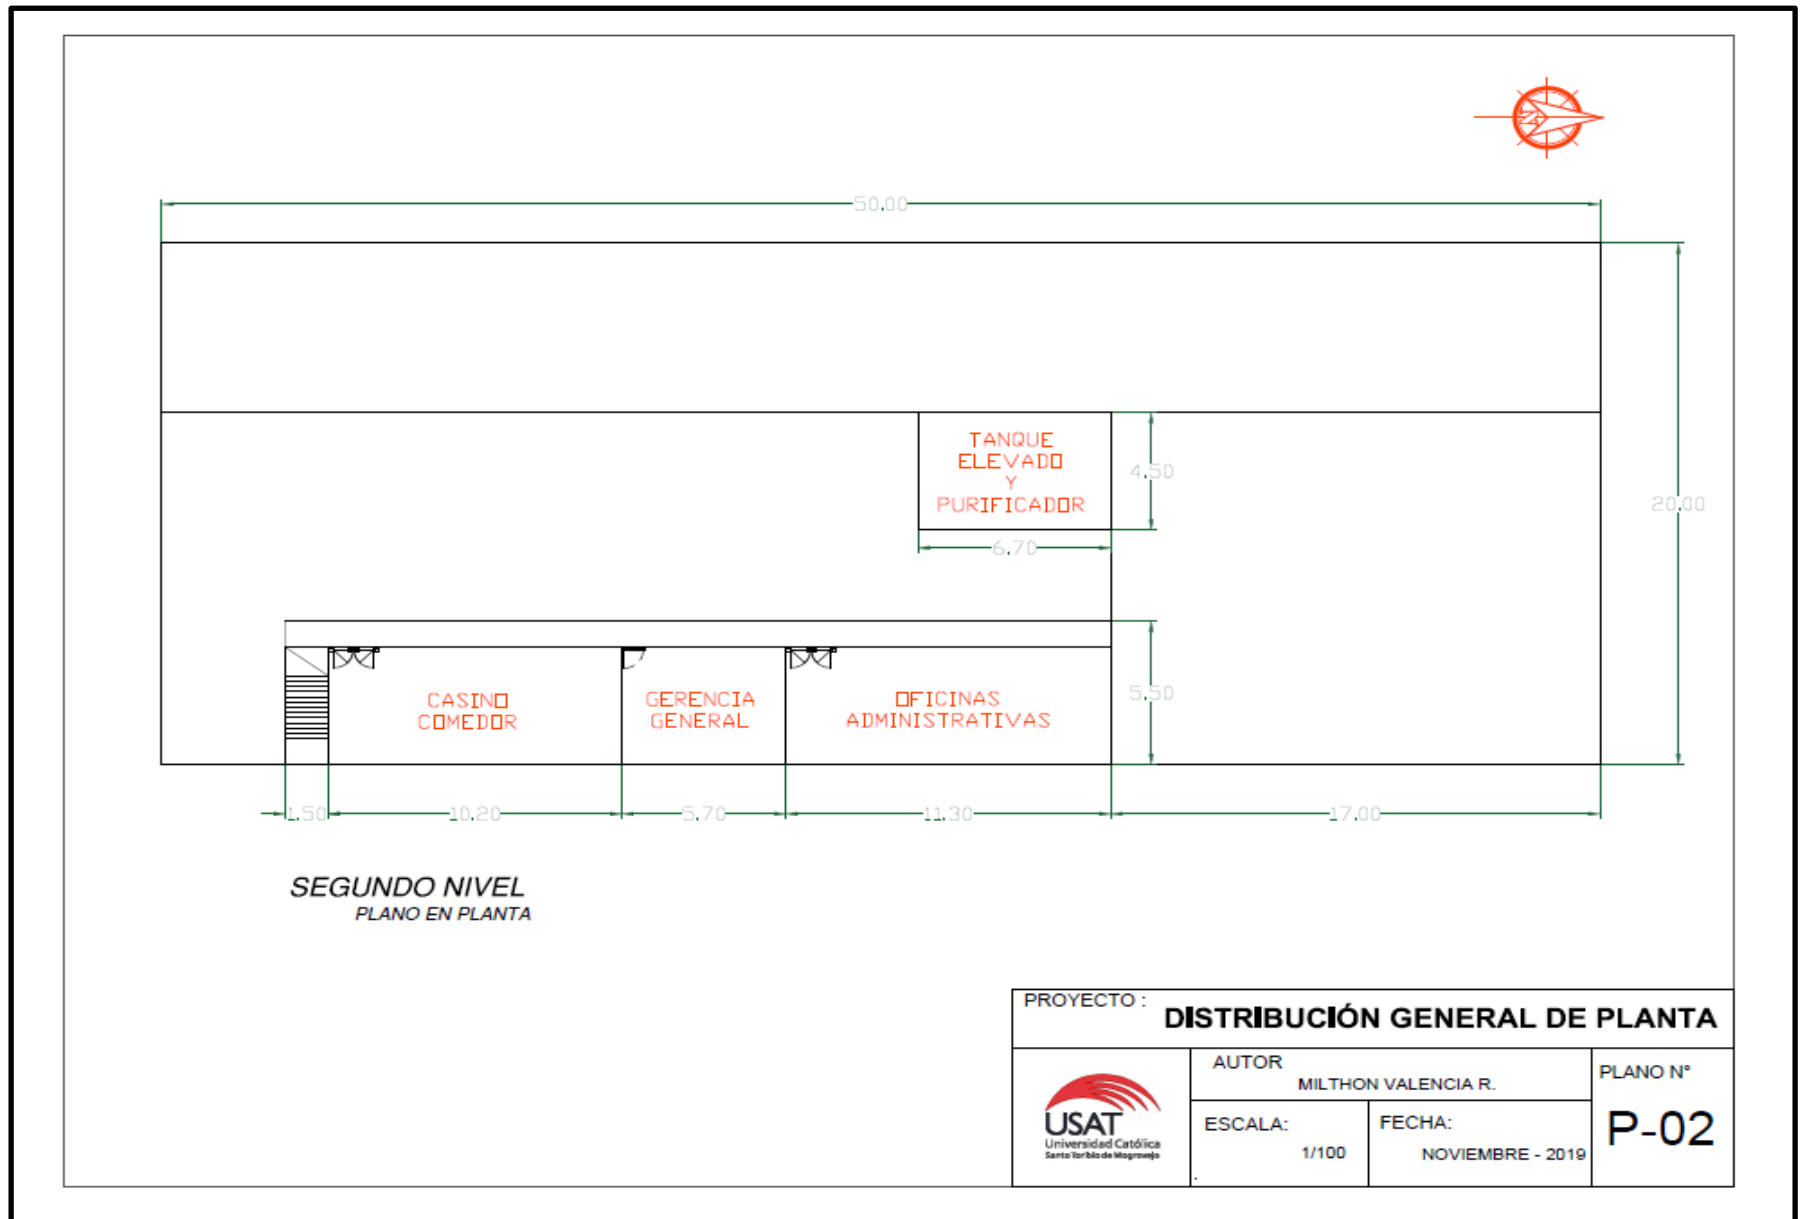 50.00
TANQUE
ELEVADO
Y
PURIFICADOR
4.50
20.00
6.70
CASINO
COMEDOR
GERENCIA
GENERAL
OFICINAS
ADMINISTRATIVAS
5.50
1.50
10.20
5.70
11.30
17.00
SEGUNDO NIVEL
PLANO EN PLANTA
PROYECTO :
DISTRIBUCIÓN GENERAL DE PLANTA
USAT
Universidad Católica
Santo Toribio de Mogrovejo
AUTOR
MILTHON VALENCIA R.
ESCALA:
1/100
FECHA:
NOVIEMBRE - 2019
PLANO N°
P-02